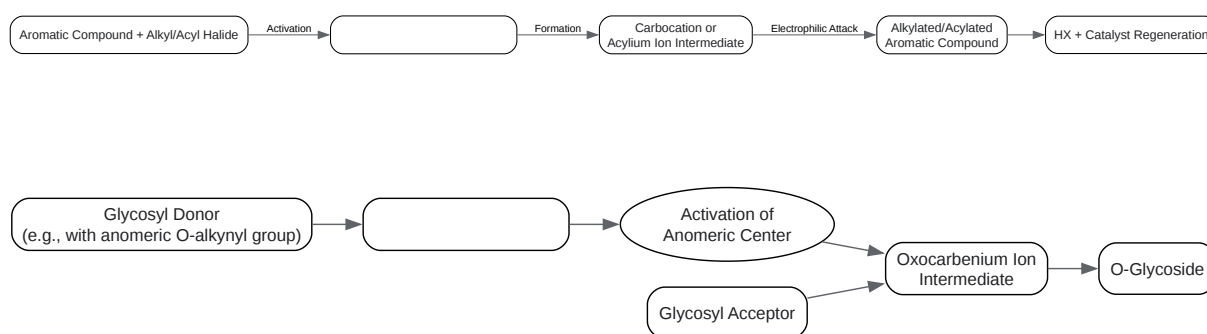 Aromatic Compound + Alkyl/Acyl Halide
Activation
Formation
Carbocation or
Acylium Ion Intermediate
Electrophilic Attack
Alkylated/Acylated
Aromatic Compound
HX + Catalyst Regeneration
Glycosyl Donor
(e.g., with anomeric O-alkynyl group)
Activation of
Anomeric Center
Glycosyl Acceptor
Oxocarbenium Ion
Intermediate
O-Glycoside